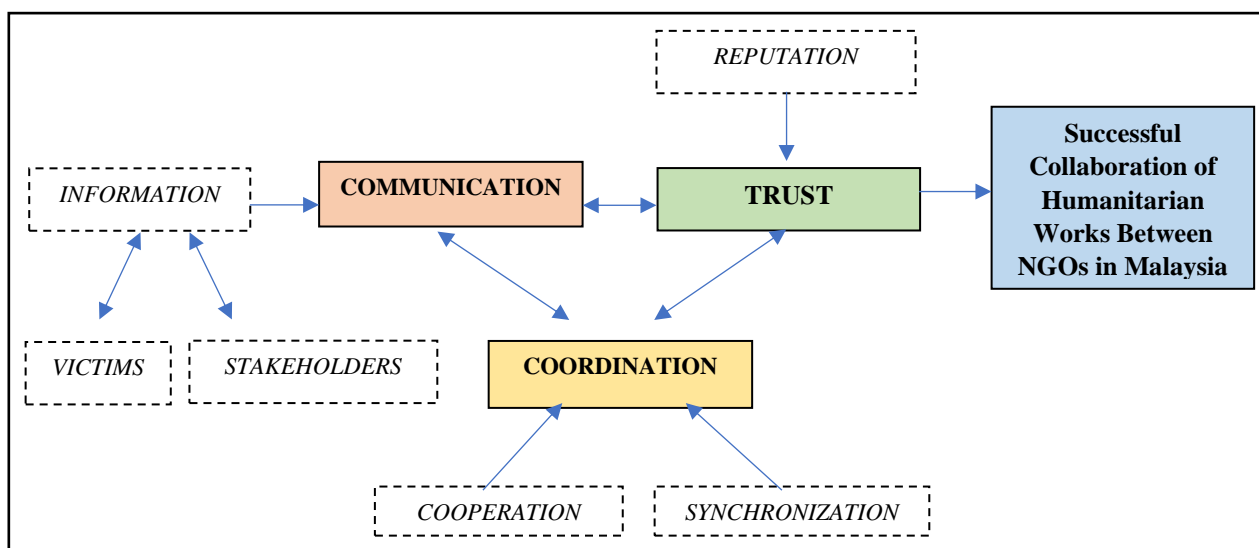 REPUTATION
Successful
Collaboration of
Humanitarian
Works Between
NGOs in Malaysia
INFORMATION
COMMUNICATION
TRUST
VICTIMS
STAKEHOLDERS
COORDINATION
COOPERATION
SYNCHRONIZATION